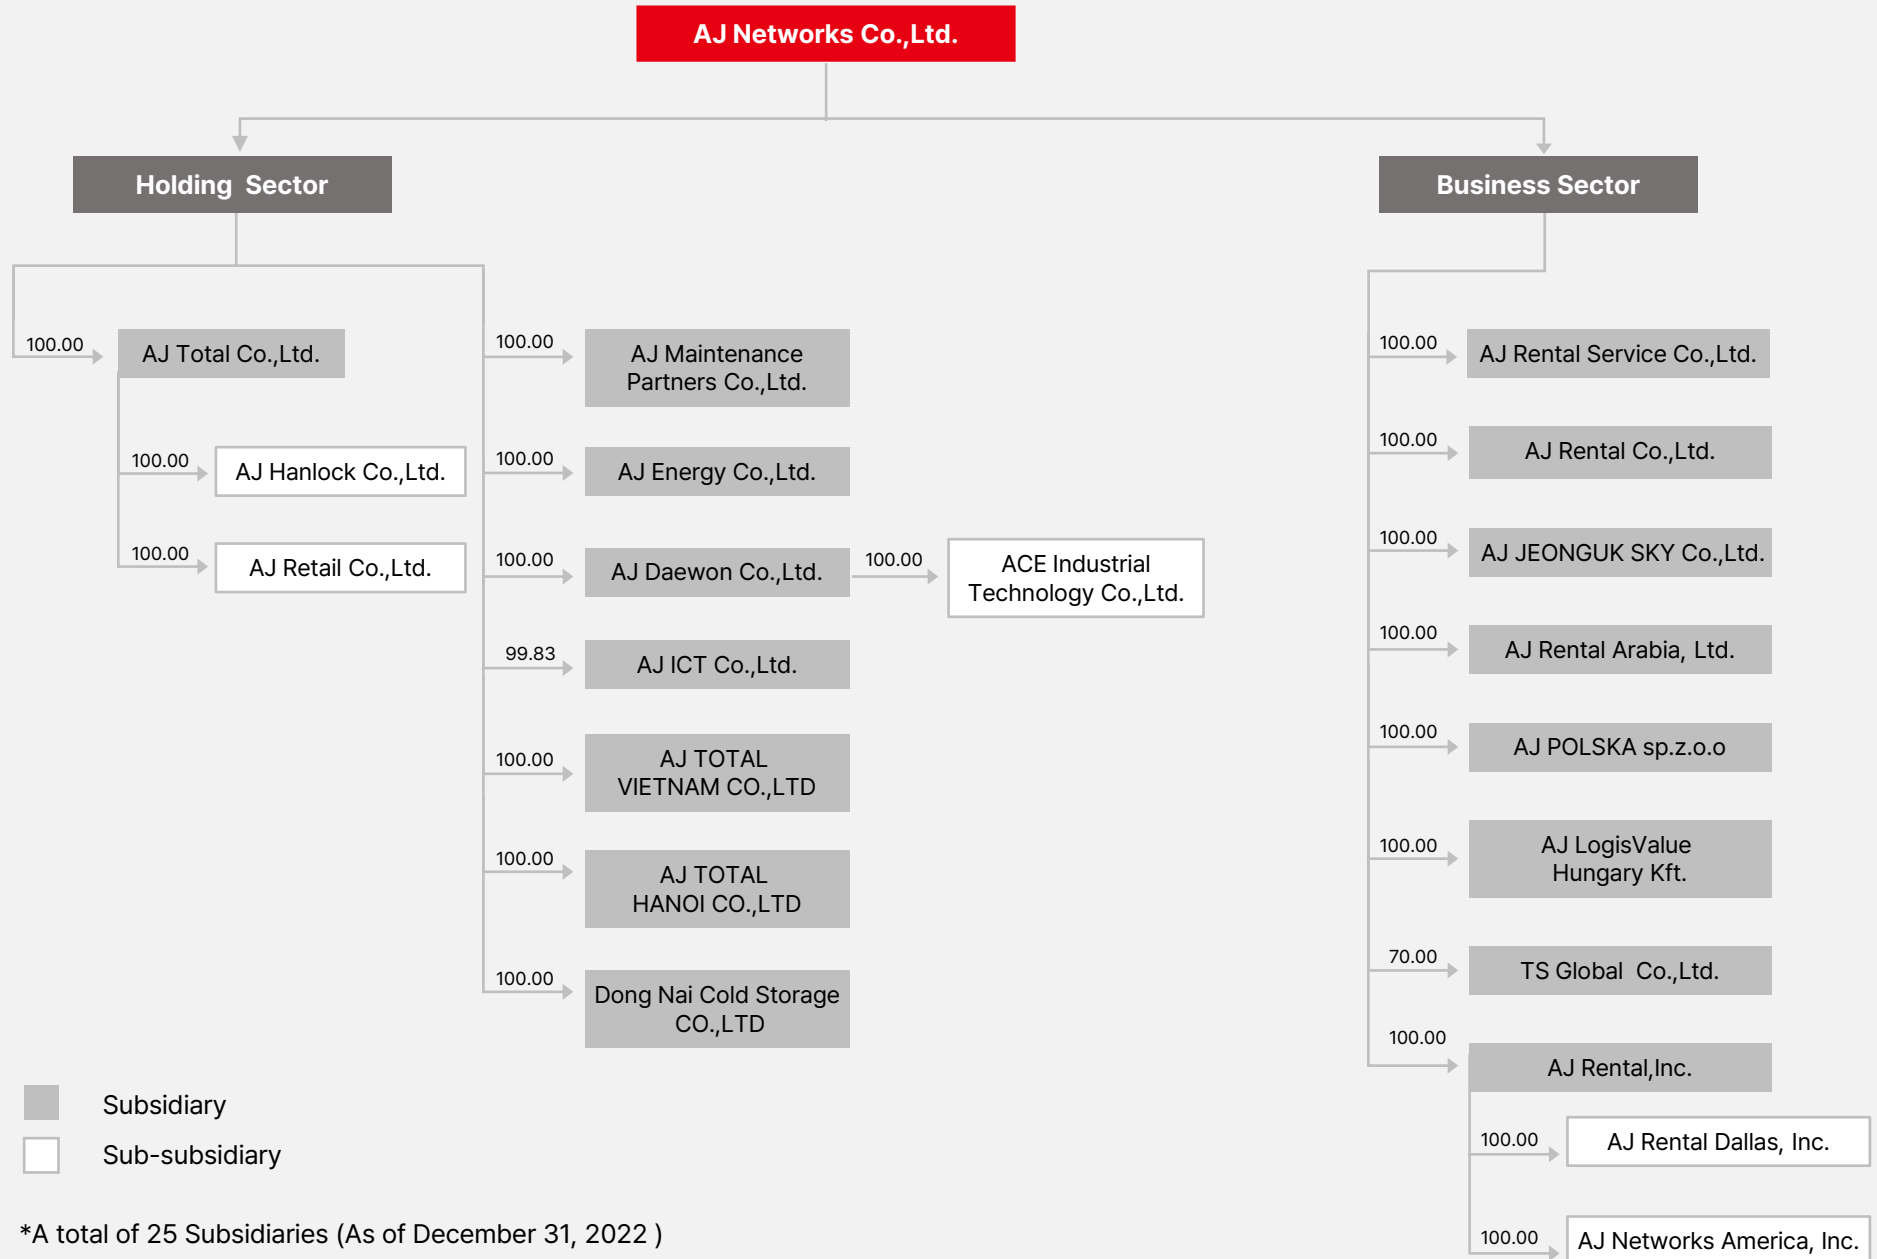 AJ Networks Co.,Ltd.
Holding Sector
Business Sector
100.00
AJ Total Co.,Ltd.
100.00
AJ Hanlock Co.,Ltd.
100.00
AJ Retail Co.,Ltd.
100.00
AJ Maintenance
Partners Co.,Ltd.
100.00
AJ Energy Co.,Ltd.
100.00
AJ Daewon Co.,Ltd.
100.00
ACE Industrial
Technology Co.,Ltd.
99.83
AJ ICT Co.,Ltd.
100.00
AJ TOTAL
VIETNAM CO.,LTD
100.00
AJ TOTAL
HANOI CO.,LTD
100.00
Dong Nai Cold Storage
CO.,LTD
100.00
AJ Rental Service Co.,Ltd.
100.00
AJ Rental Co.,Ltd.
100.00
AJ JEONGUK SKY Co.,Ltd.
100.00
AJ Rental Arabia, Ltd.
100.00
AJ POLSKA sp.z.o.o
100.00
AJ LogisValue
Hungary Kft.
70.00
TS Global Co.,Ltd.
100.00
AJ Rental,Inc.
100.00
AJ Rental Dallas, Inc.
100.00
AJ Networks America, Inc.
Subsidiary
Sub-subsidiary
*A total of 25 Subsidiaries (As of December 31, 2022 )